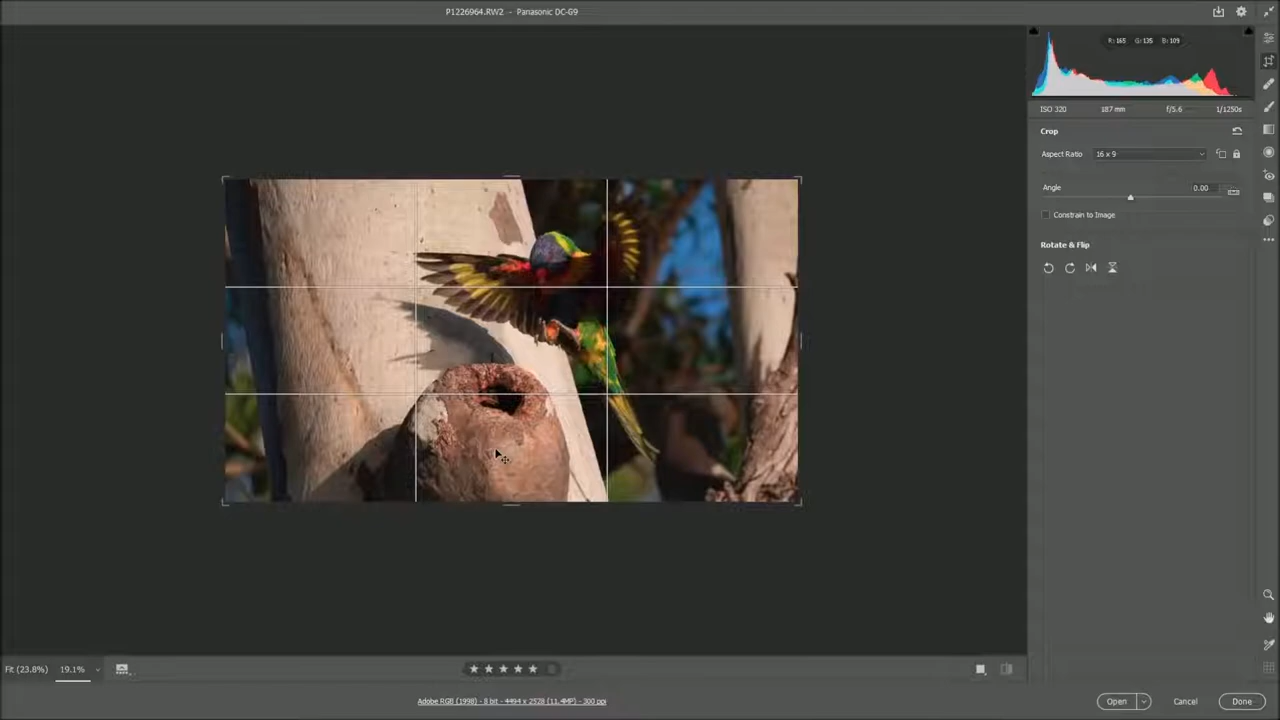 P1226964.RW2 - Panasonic DC-G9
R: 165 G: 135 B: 109
ISO 320 187 mm f/5.6 1/1250s
Crop
Aspect Ratio 16 x 9
Angle 0.00
Constrain to Image
Rotate & Flip
Fit (23.8%) 19.1%
Adobe RGB (1998) - 8 bit - 4494 x 2528 (11.4MP) - 300 ppi
Open Cancel Done